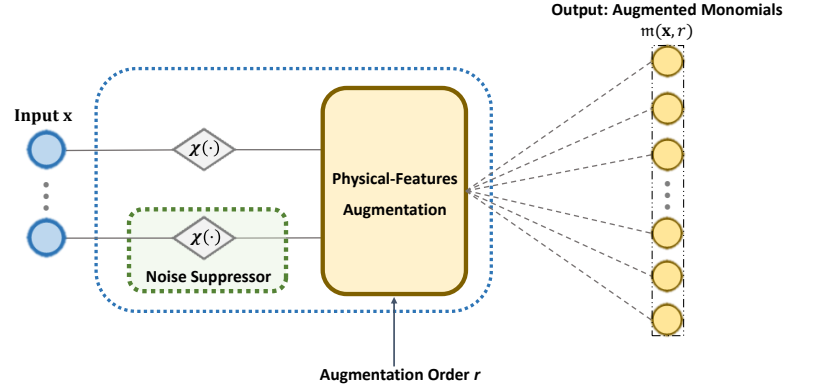 Output: Augmented Monomials
𝔪(𝐱, 𝑟)
Input 𝐱
χ(·)
Physical-Features
Augmentation
χ(·)
Noise Suppressor
Augmentation Order r